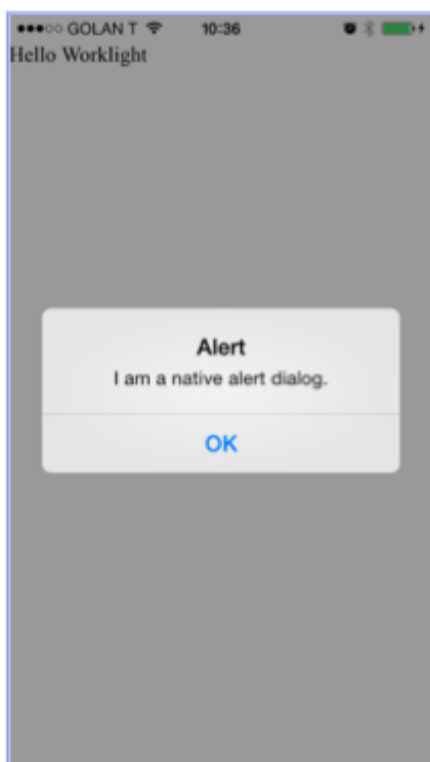 GOLAN T 10:36
Hello Worklight
Alert
I am a native alert dialog.
OK